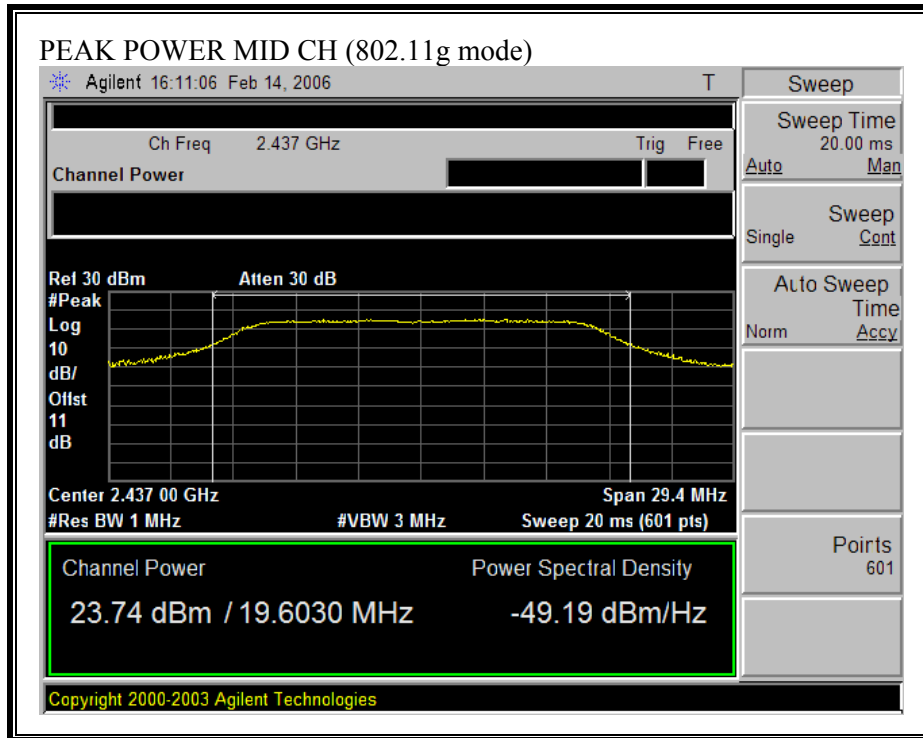 PEAK POWER MID CH (802.11g mode)
Agilent 16:11:06 Feb 14, 2006 T
Sweep
Ch Freq 2.437 GHz Trig Free
Channel Power
Sweep Time
20.00 ms
Auto Man
Sweep
Single Cont
Auto Sweep
Time
Norm Accy
Ref 30 dBm Atten 30 dB
#Peak
Log
10
dB/
Offst
11
dB
Center 2.437 00 GHz Span 29.4 MHz
#Res BW 1 MHz #VBW 3 MHz Sweep 20 ms (601 pts)
Points
601
Channel Power Power Spectral Density
23.74 dBm / 19.6030 MHz -49.19 dBm/Hz
Copyright 2000-2003 Agilent Technologies